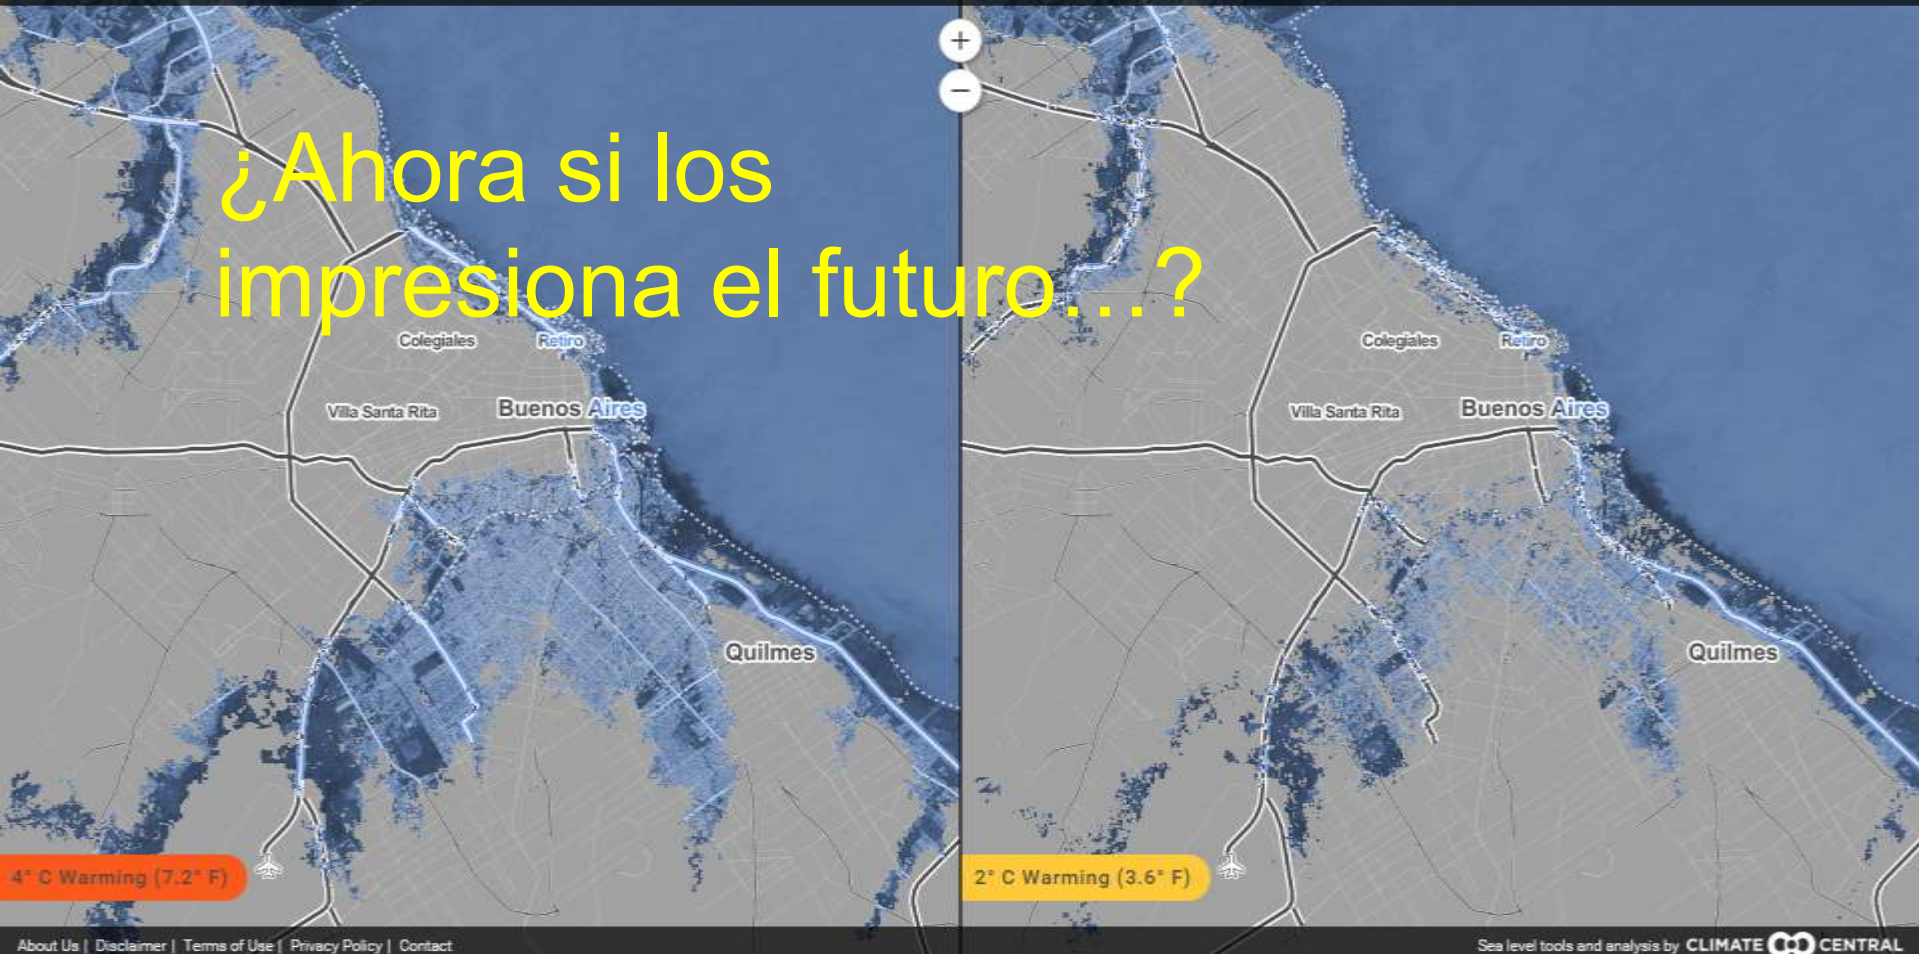 +
−
¿Ahora si los
impresiona el futuro...?
Colegiales
Retiro
Villa Santa Rita
Buenos Aires
Quilmes
4° C Warming (7.2° F)
Colegiales
Retiro
Villa Santa Rita
Buenos Aires
Quilmes
2° C Warming (3.6° F)
About Us | Disclaimer | Terms of Use | Privacy Policy | Contact
Sea level tools and analysis by CLIMATE CENTRAL